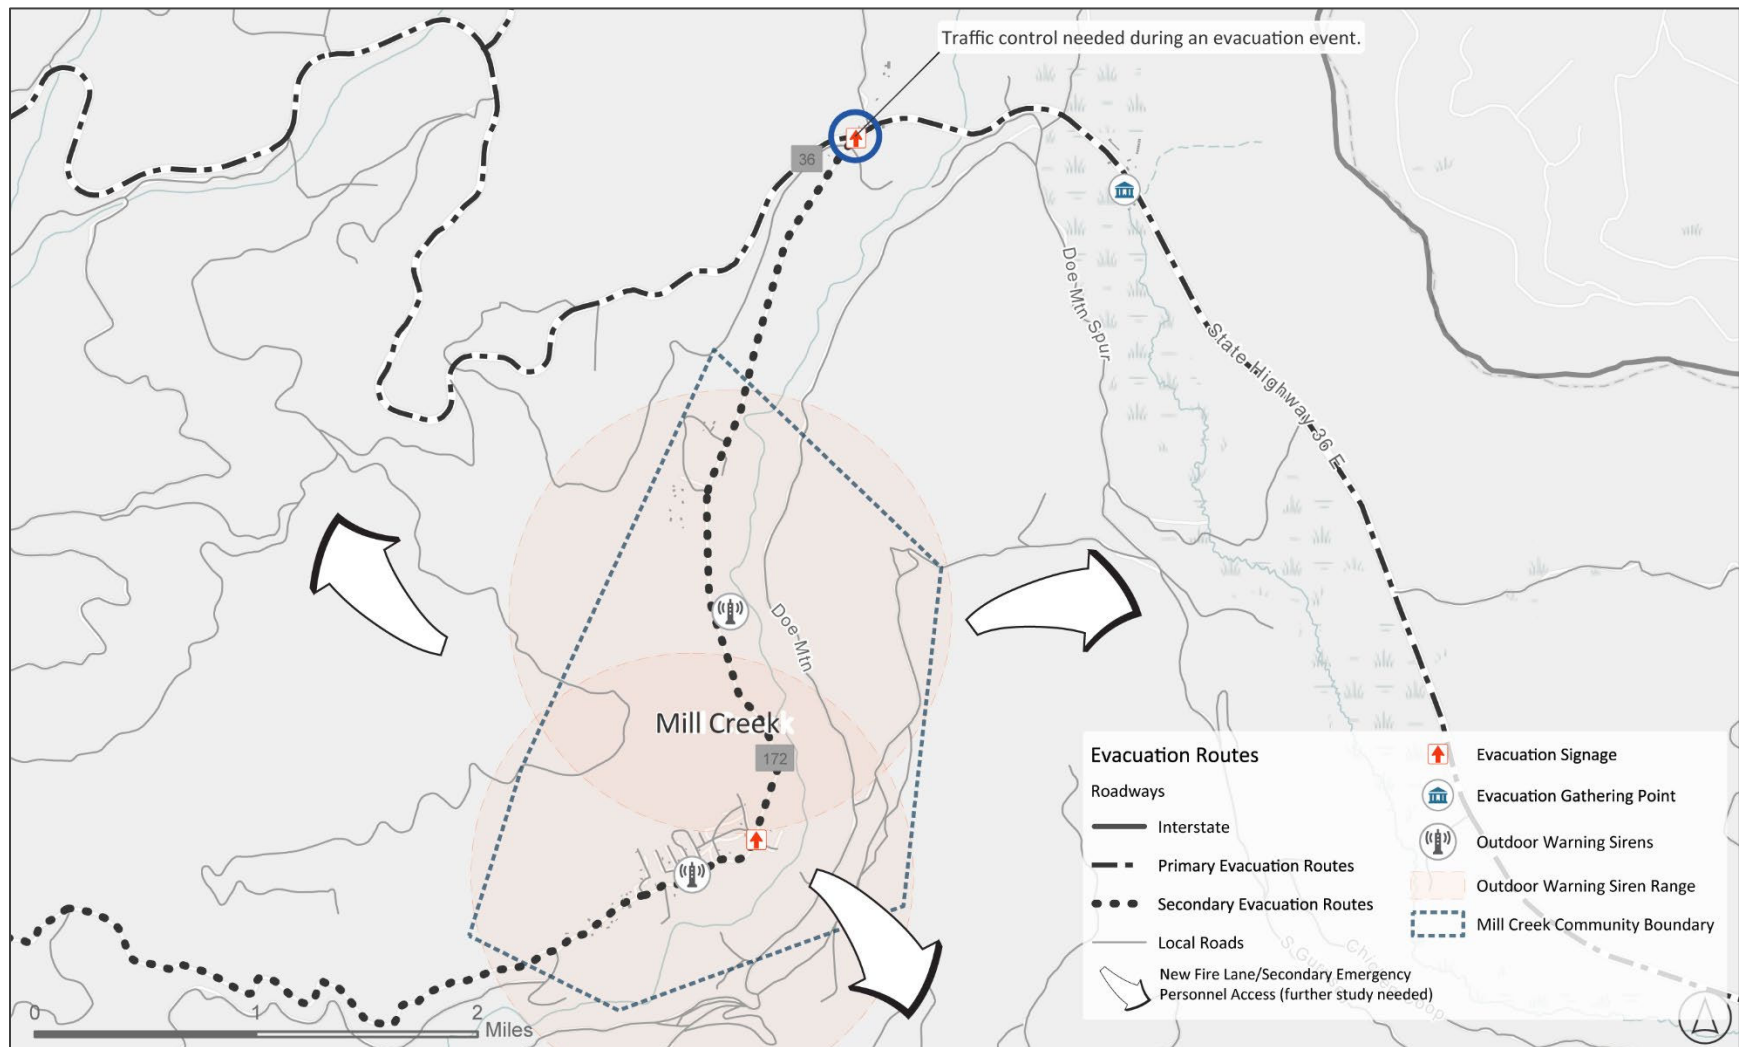 Traffic control needed during an evacuation event.
36
Doe Mtn Spur
State Highway 36 E
Doe Mtn
Mill Creek
172
Evacuation Routes
Roadways
Interstate
Primary Evacuation Routes
Secondary Evacuation Routes
Local Roads
New Fire Lane/Secondary Emergency
Personnel Access (further study needed)
Evacuation Signage
Evacuation Gathering Point
Outdoor Warning Sirens
Outdoor Warning Siren Range
Mill Creek Community Boundary
0
1
2
Miles